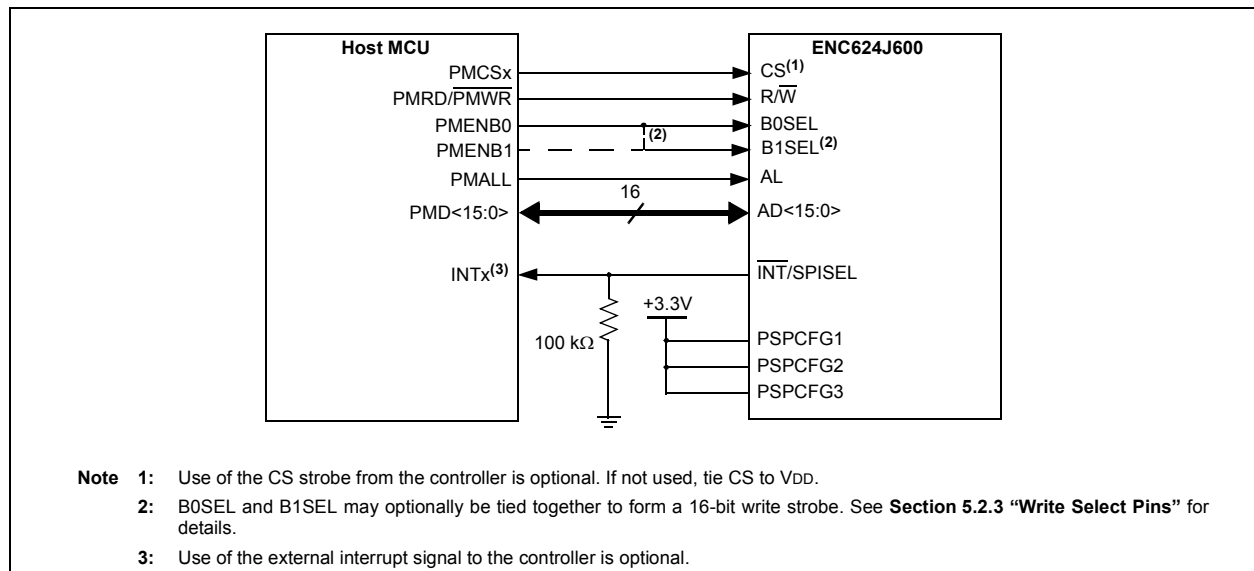 Host MCU
ENC624J600
PMCSx
CS(1)
PMRD/PMWR
R/W
PMENB0
B0SEL
(2)
PMENB1
B1SEL(2)
PMALL
AL
16
PMD<15:0>
AD<15:0>
INTx(3)
INT/SPISEL
+3.3V
100 kΩ
PSPCFG1
PSPCFG2
PSPCFG3
Note 1: Use of the CS strobe from the controller is optional. If not used, tie CS to VDD.
2: B0SEL and B1SEL may optionally be tied together to form a 16-bit write strobe. See Section 5.2.3 “Write Select Pins” for
details.
3: Use of the external interrupt signal to the controller is optional.